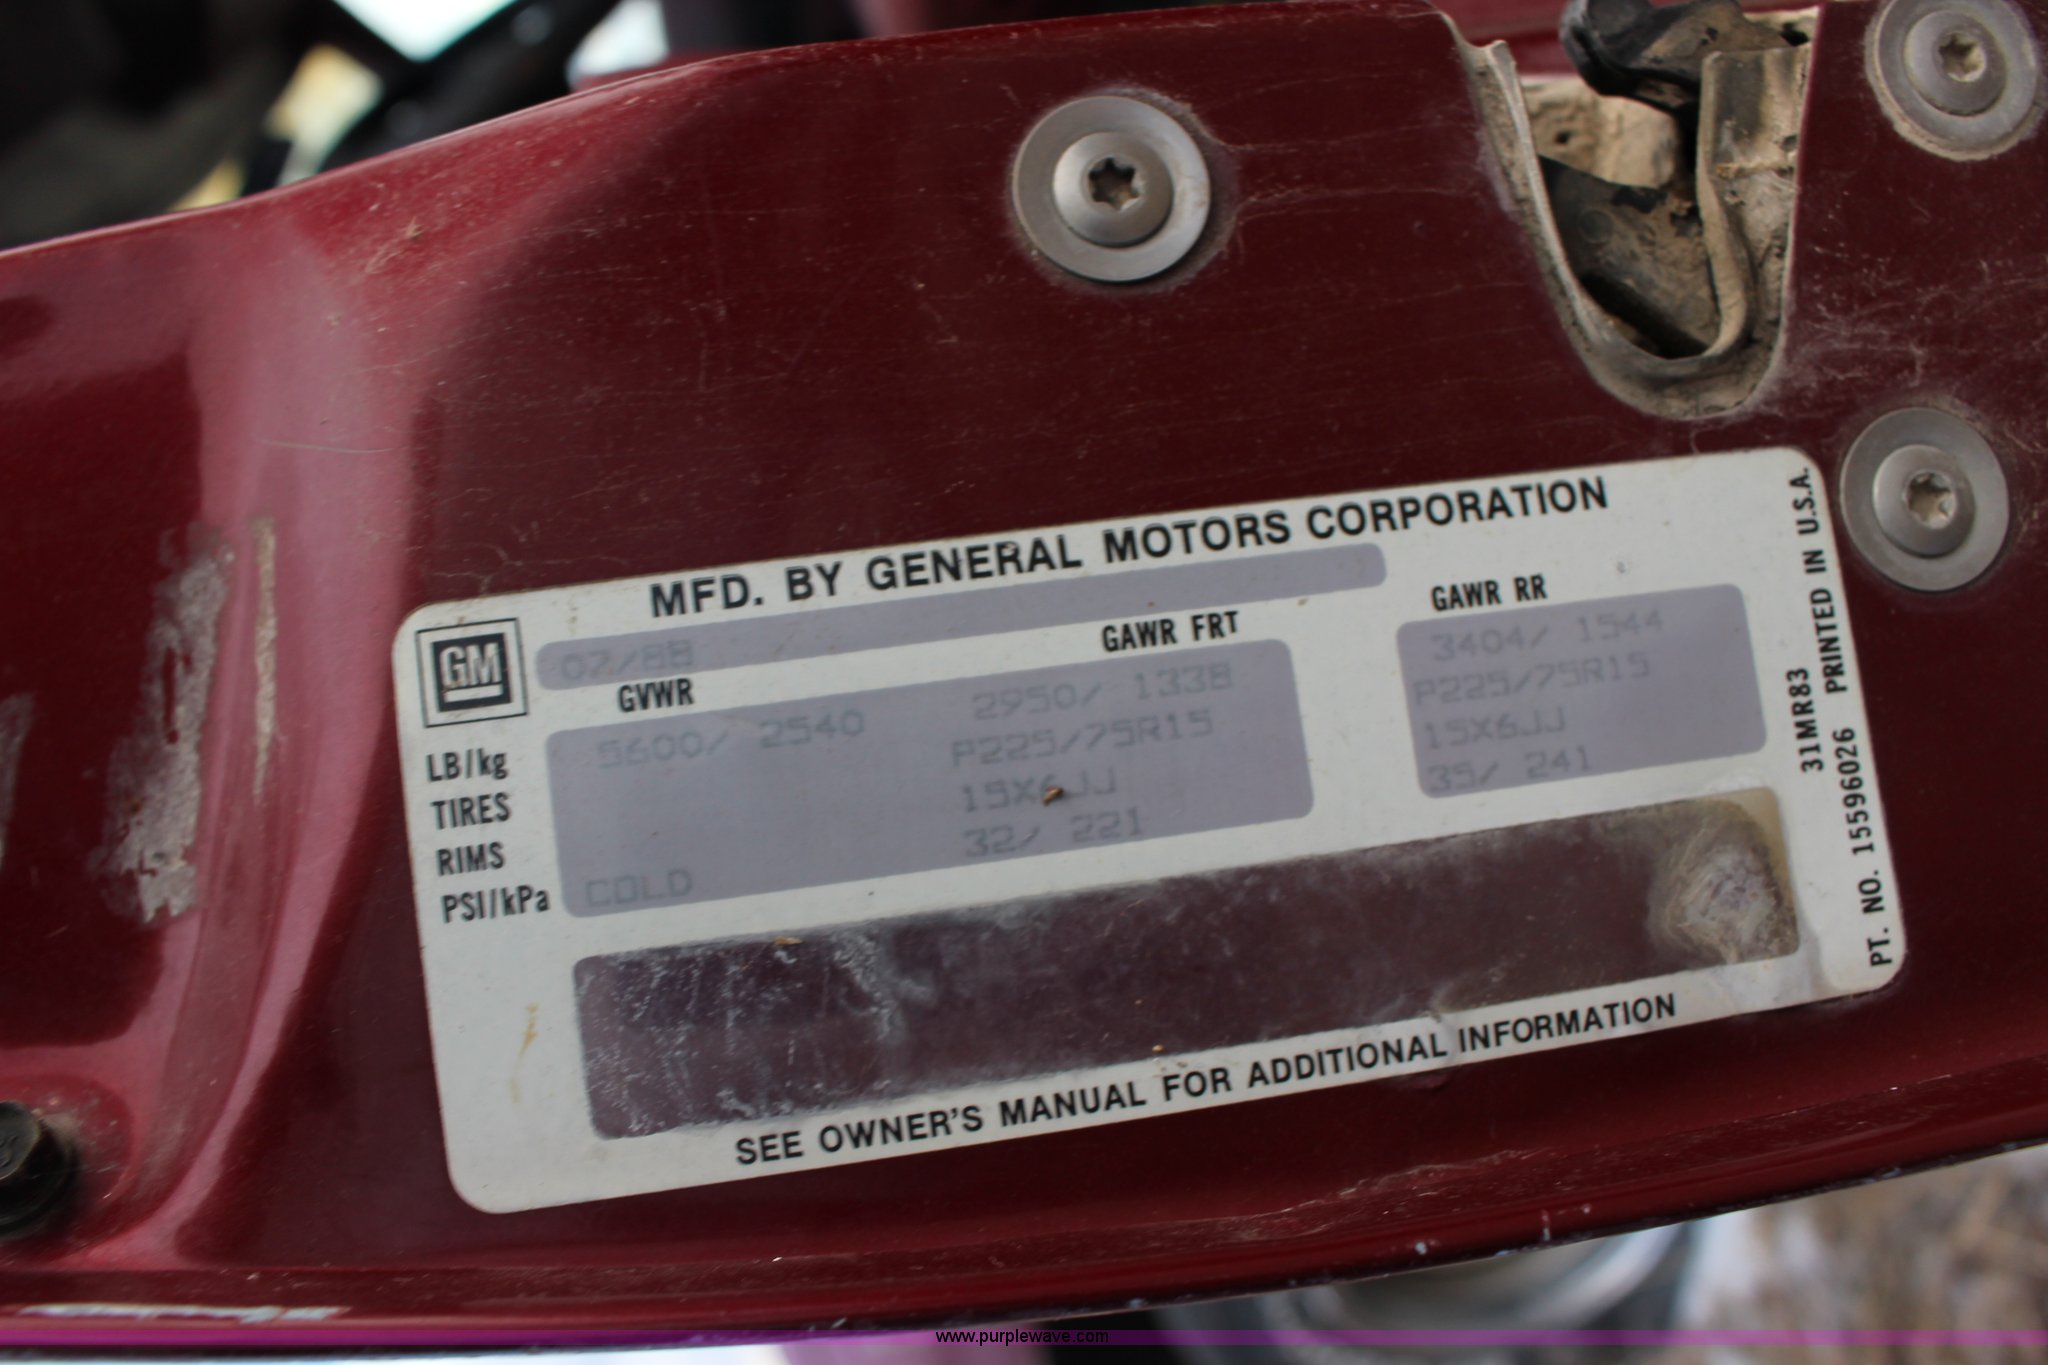 MFD. BY GENERAL MOTORS CORPORATION
GM
07/88
GVWR
GAWR FRT
GAWR RR
LB/kg 5600/ 2540 2950/ 1338 3404/ 1544
TIRES P225/75R15 P225/75R15
RIMS 15X6JJ 15X6JJ
PSI/kPa COLD 32/ 221 35/ 241
SEE OWNER'S MANUAL FOR ADDITIONAL INFORMATION
31MR83
PT. NO. 15596026 PRINTED IN U.S.A.
www.purplewave.com